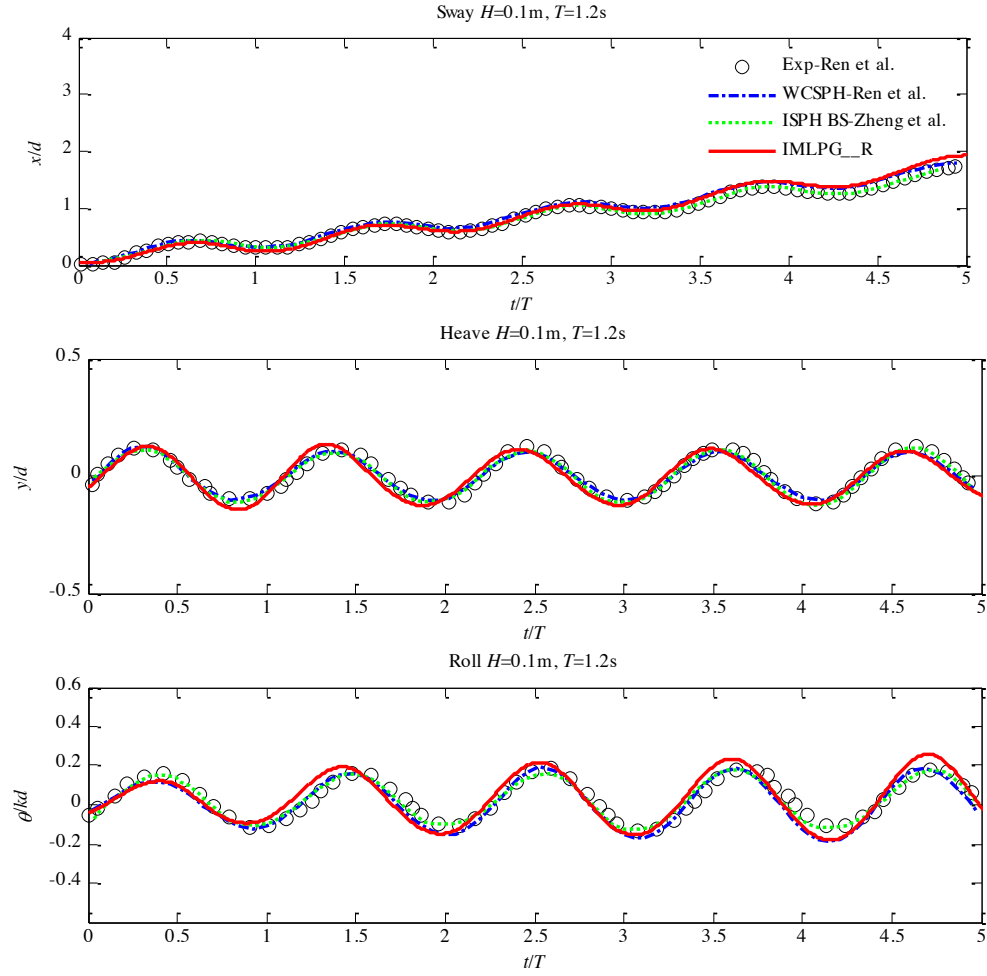 Sway H=0.1m, T=1.2s
4
3
2
1
0
x/d
Exp-Ren et al.
WCSPH-Ren et al.
ISPH BS-Zheng et al.
IMLPG__R
0 0.5 1 1.5 2 2.5 3 3.5 4 4.5 5
t/T
Heave H=0.1m, T=1.2s
0.5
0
-0.5
y/d
0 0.5 1 1.5 2 2.5 3 3.5 4 4.5 5
t/T
Roll H=0.1m, T=1.2s
0.6
0.4
0.2
0
-0.2
-0.4
θ/kd
0 0.5 1 1.5 2 2.5 3 3.5 4 4.5 5
t/T